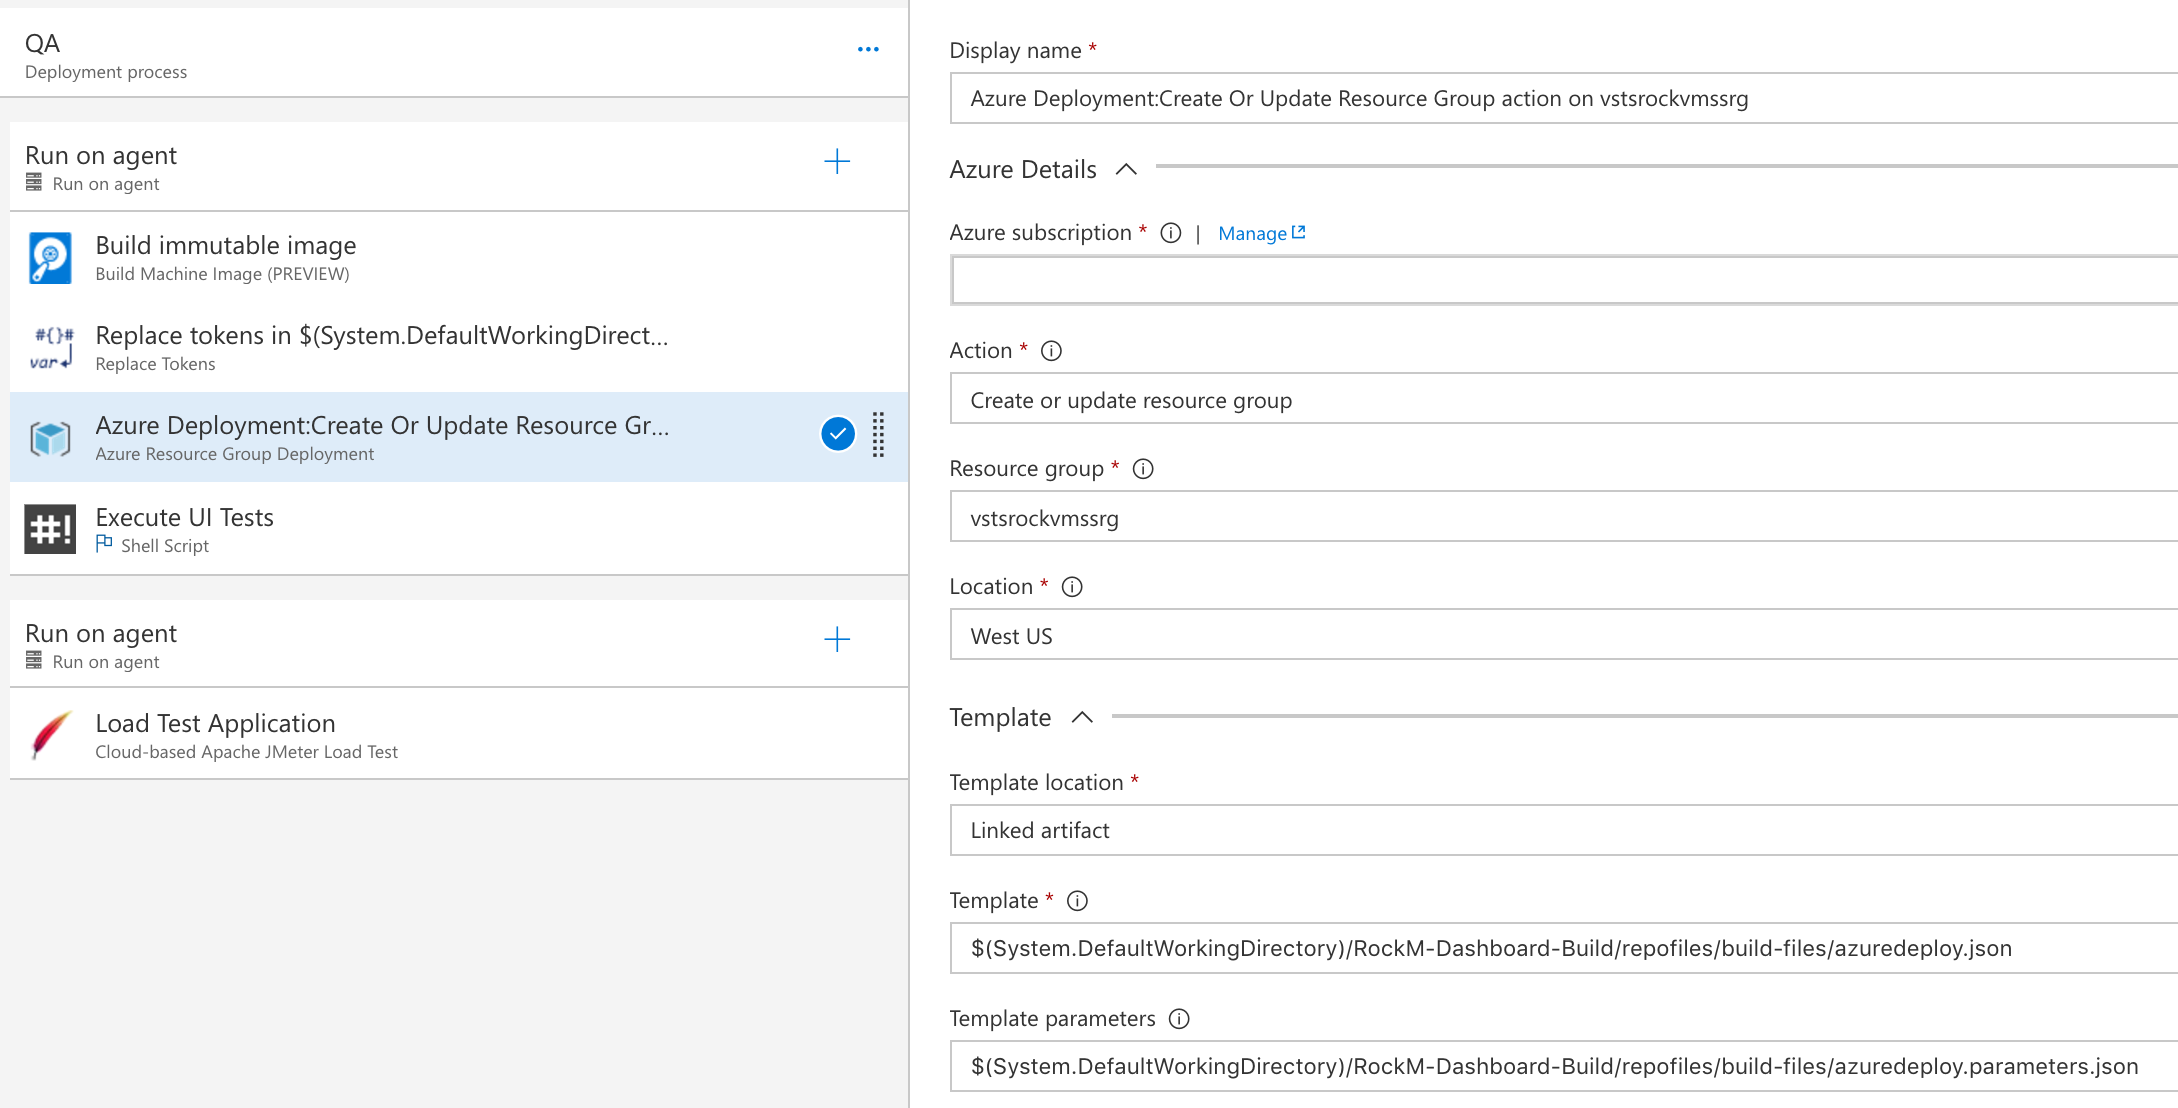 QA
Deployment process
Run on agent
Run on agent
Build immutable image
Build Machine Image (PREVIEW)
#{}#
var
Replace tokens in $(System.DefaultWorkingDirect...
Replace Tokens
Azure Deployment:Create Or Update Resource Gr...
Azure Resource Group Deployment
#!
Execute UI Tests
Shell Script
Run on agent
Run on agent
Load Test Application
Cloud-based Apache JMeter Load Test
Display name *
Azure Deployment:Create Or Update Resource Group action on vstsrockvmssrg
Azure Details
Azure subscription * | Manage
Action *
Create or update resource group
Resource group *
vstsrockvmssrg
Location *
West US
Template
Template location *
Linked artifact
Template *
$(System.DefaultWorkingDirectory)/RockM-Dashboard-Build/repofiles/build-files/azuredeploy.json
Template parameters
$(System.DefaultWorkingDirectory)/RockM-Dashboard-Build/repofiles/build-files/azuredeploy.parameters.json